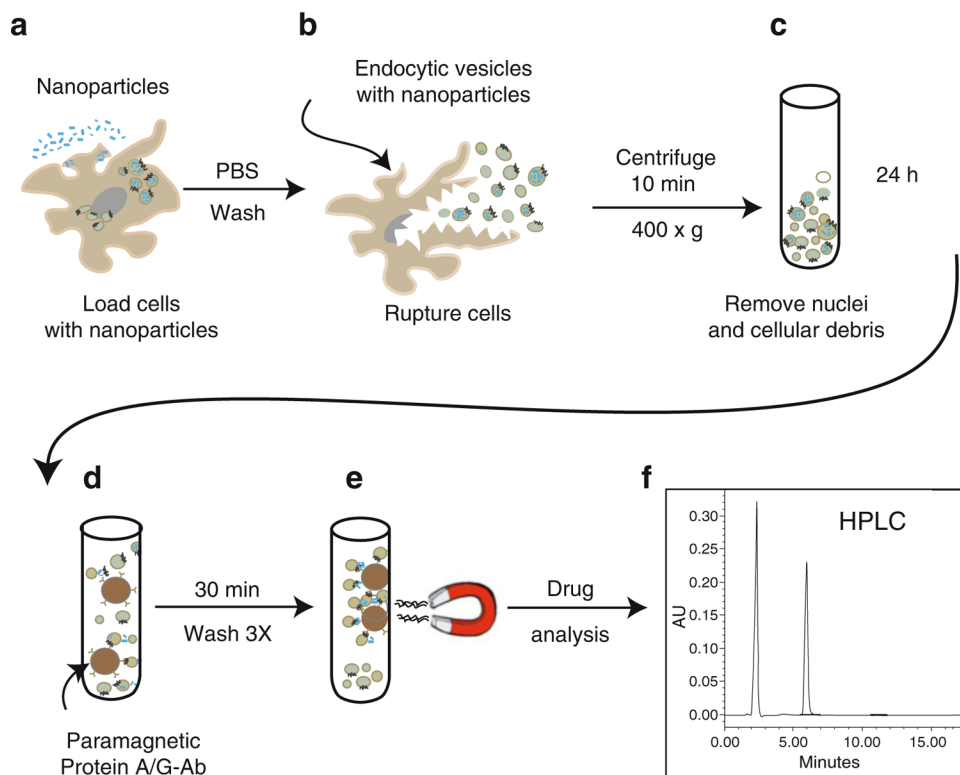 a
Nanoparticles
Load cells
with nanoparticles
PBS
Wash
b
Endocytic vesicles
with nanoparticles
Rupture cells
Centrifuge
10 min
400 x g
c
24 h
Remove nuclei
and cellular debris
d
Paramagnetic
Protein A/G-Ab
30 min
Wash 3X
e
Drug
analysis
f
HPLC
AU
0.30
0.20
0.15
0.10
0.05
0.00
0.00 5.00 10.00 15.00
Minutes